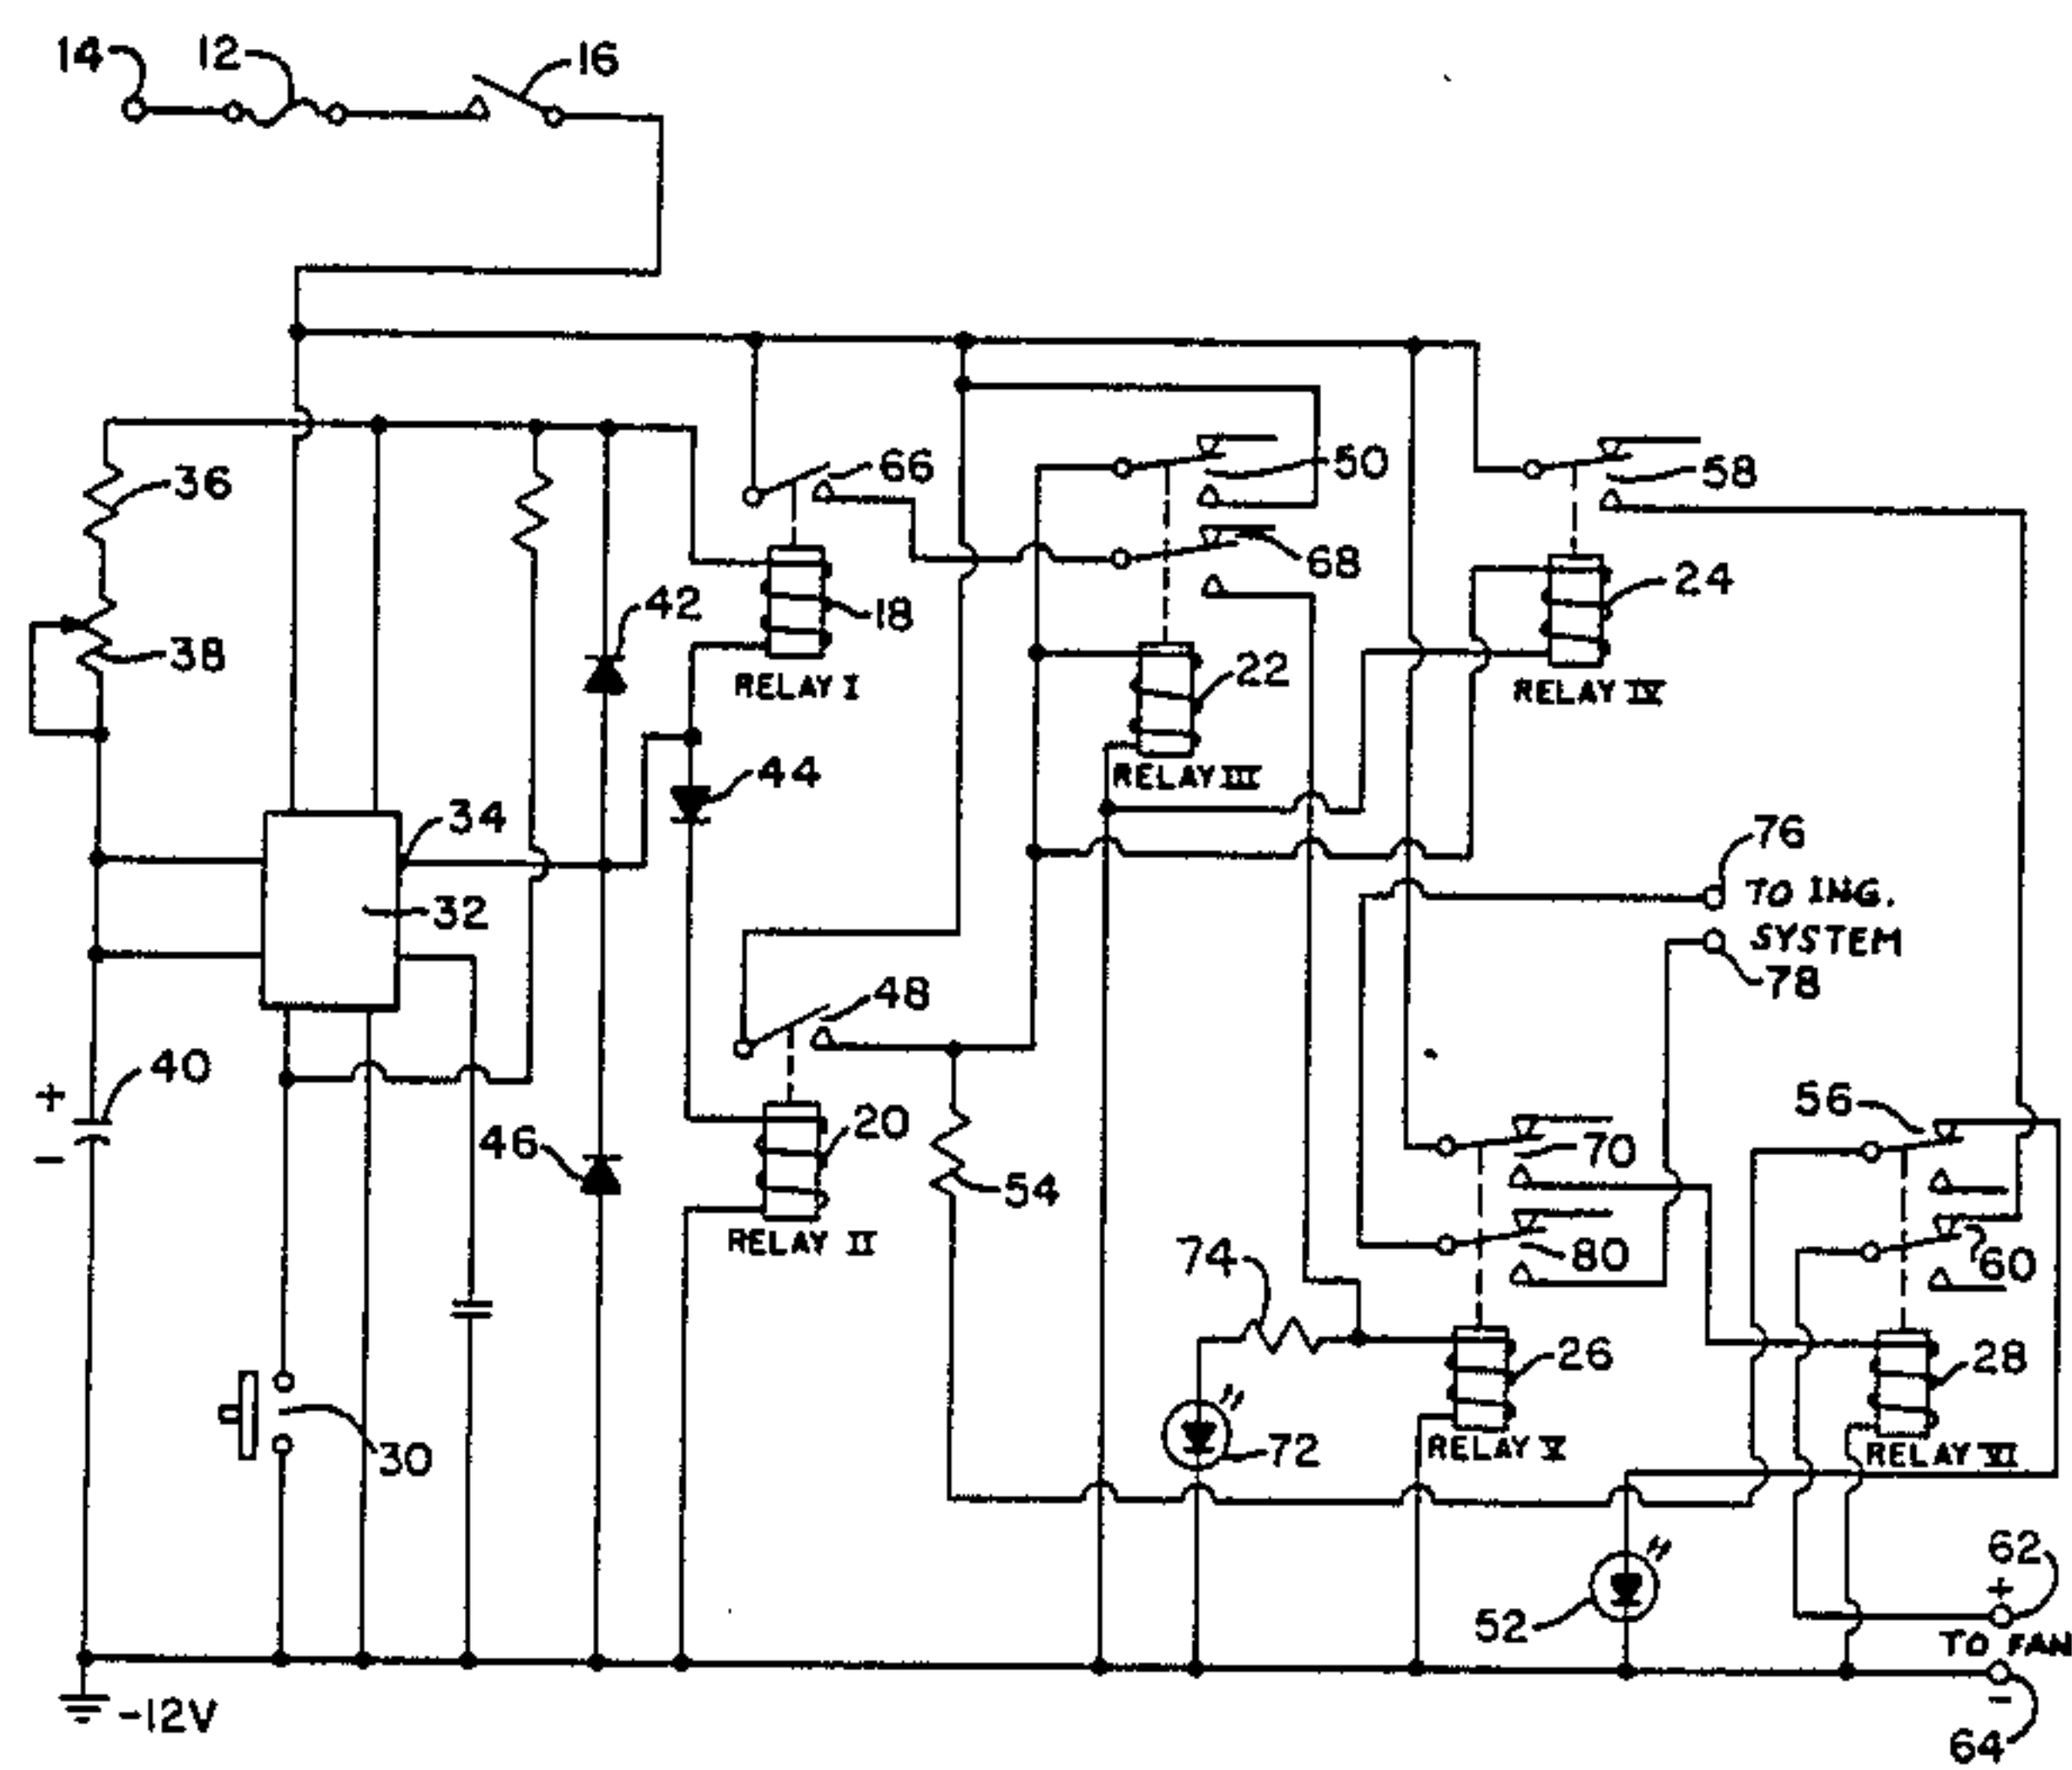 14 12 16
66 50 58
36 68
42 18 24
38 22
RELAY I RELAY IV
44 RELAY III
34 76
TO ING.
32 SYSTEM
48 78
40 56
+ 46 20 70
- 54
RELAY II 74 80 60
26 28
30 72 RELAY V RELAY VI
62
52 +
TO FAN
-12V -
64